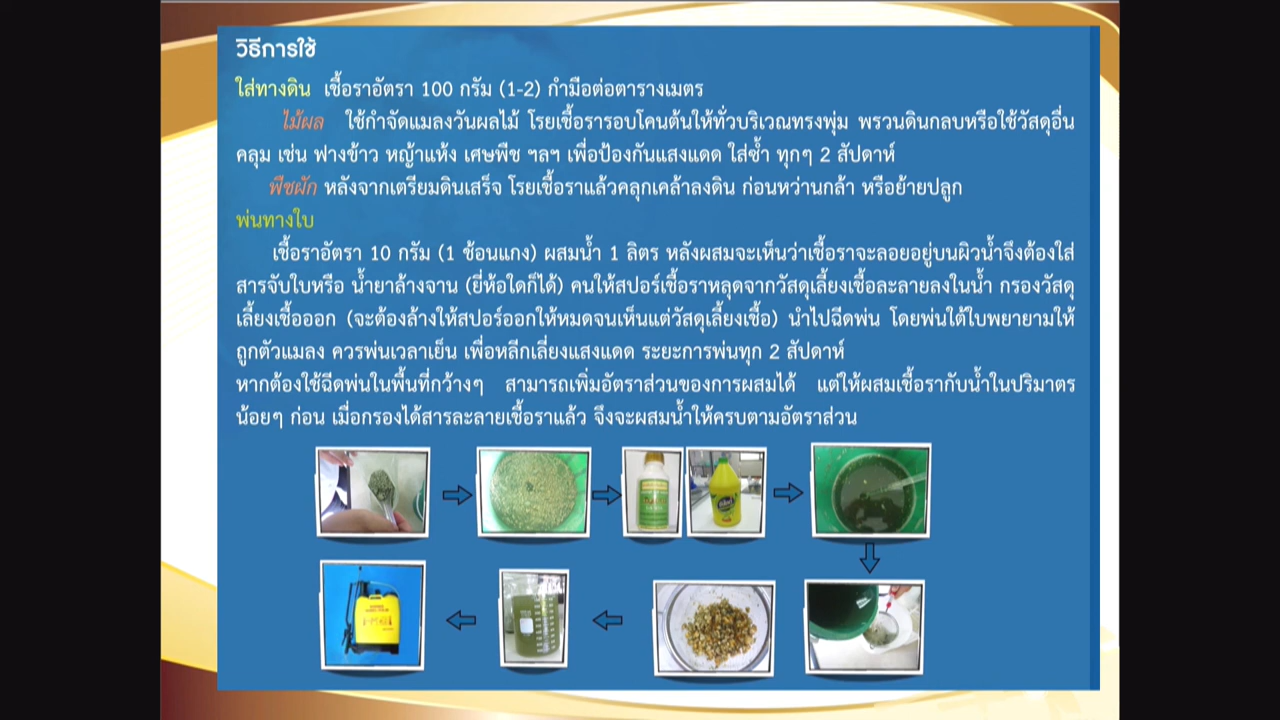 วิธีการใช้
ใส่ทางดิน เชื้อราอัตรา 100 กรัม (1-2) กำมือต่อตารางเมตร
ไม้ผล ใช้กำจัดแมลงวันผลไม้ โรยเชื้อรารอบโคนต้นให้ทั่วบริเวณทรงพุ่ม พรวนดินกลบหรือใช้วัสดุอื่น
คลุม เช่น ฟางข้าว หญ้าแห้ง เศษพืช ฯลฯ เพื่อป้องกันแสงแดด ใส่ซ้ำ ทุกๆ 2 สัปดาห์
พืชผัก หลังจากเตรียมดินเสร็จ โรยเชื้อราแล้วคลุกเคล้าลงดิน ก่อนหว่านกล้า หรือย้ายปลูก
พ่นทางใบ
เชื้อราอัตรา 10 กรัม (1 ช้อนแกง) ผสมน้ำ 1 ลิตร หลังผสมจะเห็นว่าเชื้อราจะลอยอยู่บนผิวน้ำจึงต้องใส่
สารจับใบหรือ น้ำยาล้างจาน (ยี่ห้อใดก็ได้) คนให้สปอร์เชื้อราหลุดจากวัสดุเลี้ยงเชื้อละลายลงในน้ำ กรองวัสดุ
เลี้ยงเชื้อออก (จะต้องล้างให้สปอร์ออกให้หมดจนเห็นแต่วัสดุเลี้ยงเชื้อ) นำไปฉีดพ่น โดยพ่นใต้ใบพยายามให้
ถูกตัวแมลง ควรพ่นเวลาเย็น เพื่อหลีกเลี่ยงแสงแดด ระยะการพ่นทุก 2 สัปดาห์
หากต้องใช้ฉีดพ่นในพื้นที่กว้างๆ สามารถเพิ่มอัตราส่วนของการผสมได้ แต่ให้ผสมเชื้อรากับน้ำในปริมาตร
น้อยๆ ก่อน เมื่อกรองได้สารละลายเชื้อราแล้ว จึงจะผสมน้ำให้ครบตามอัตราส่วน